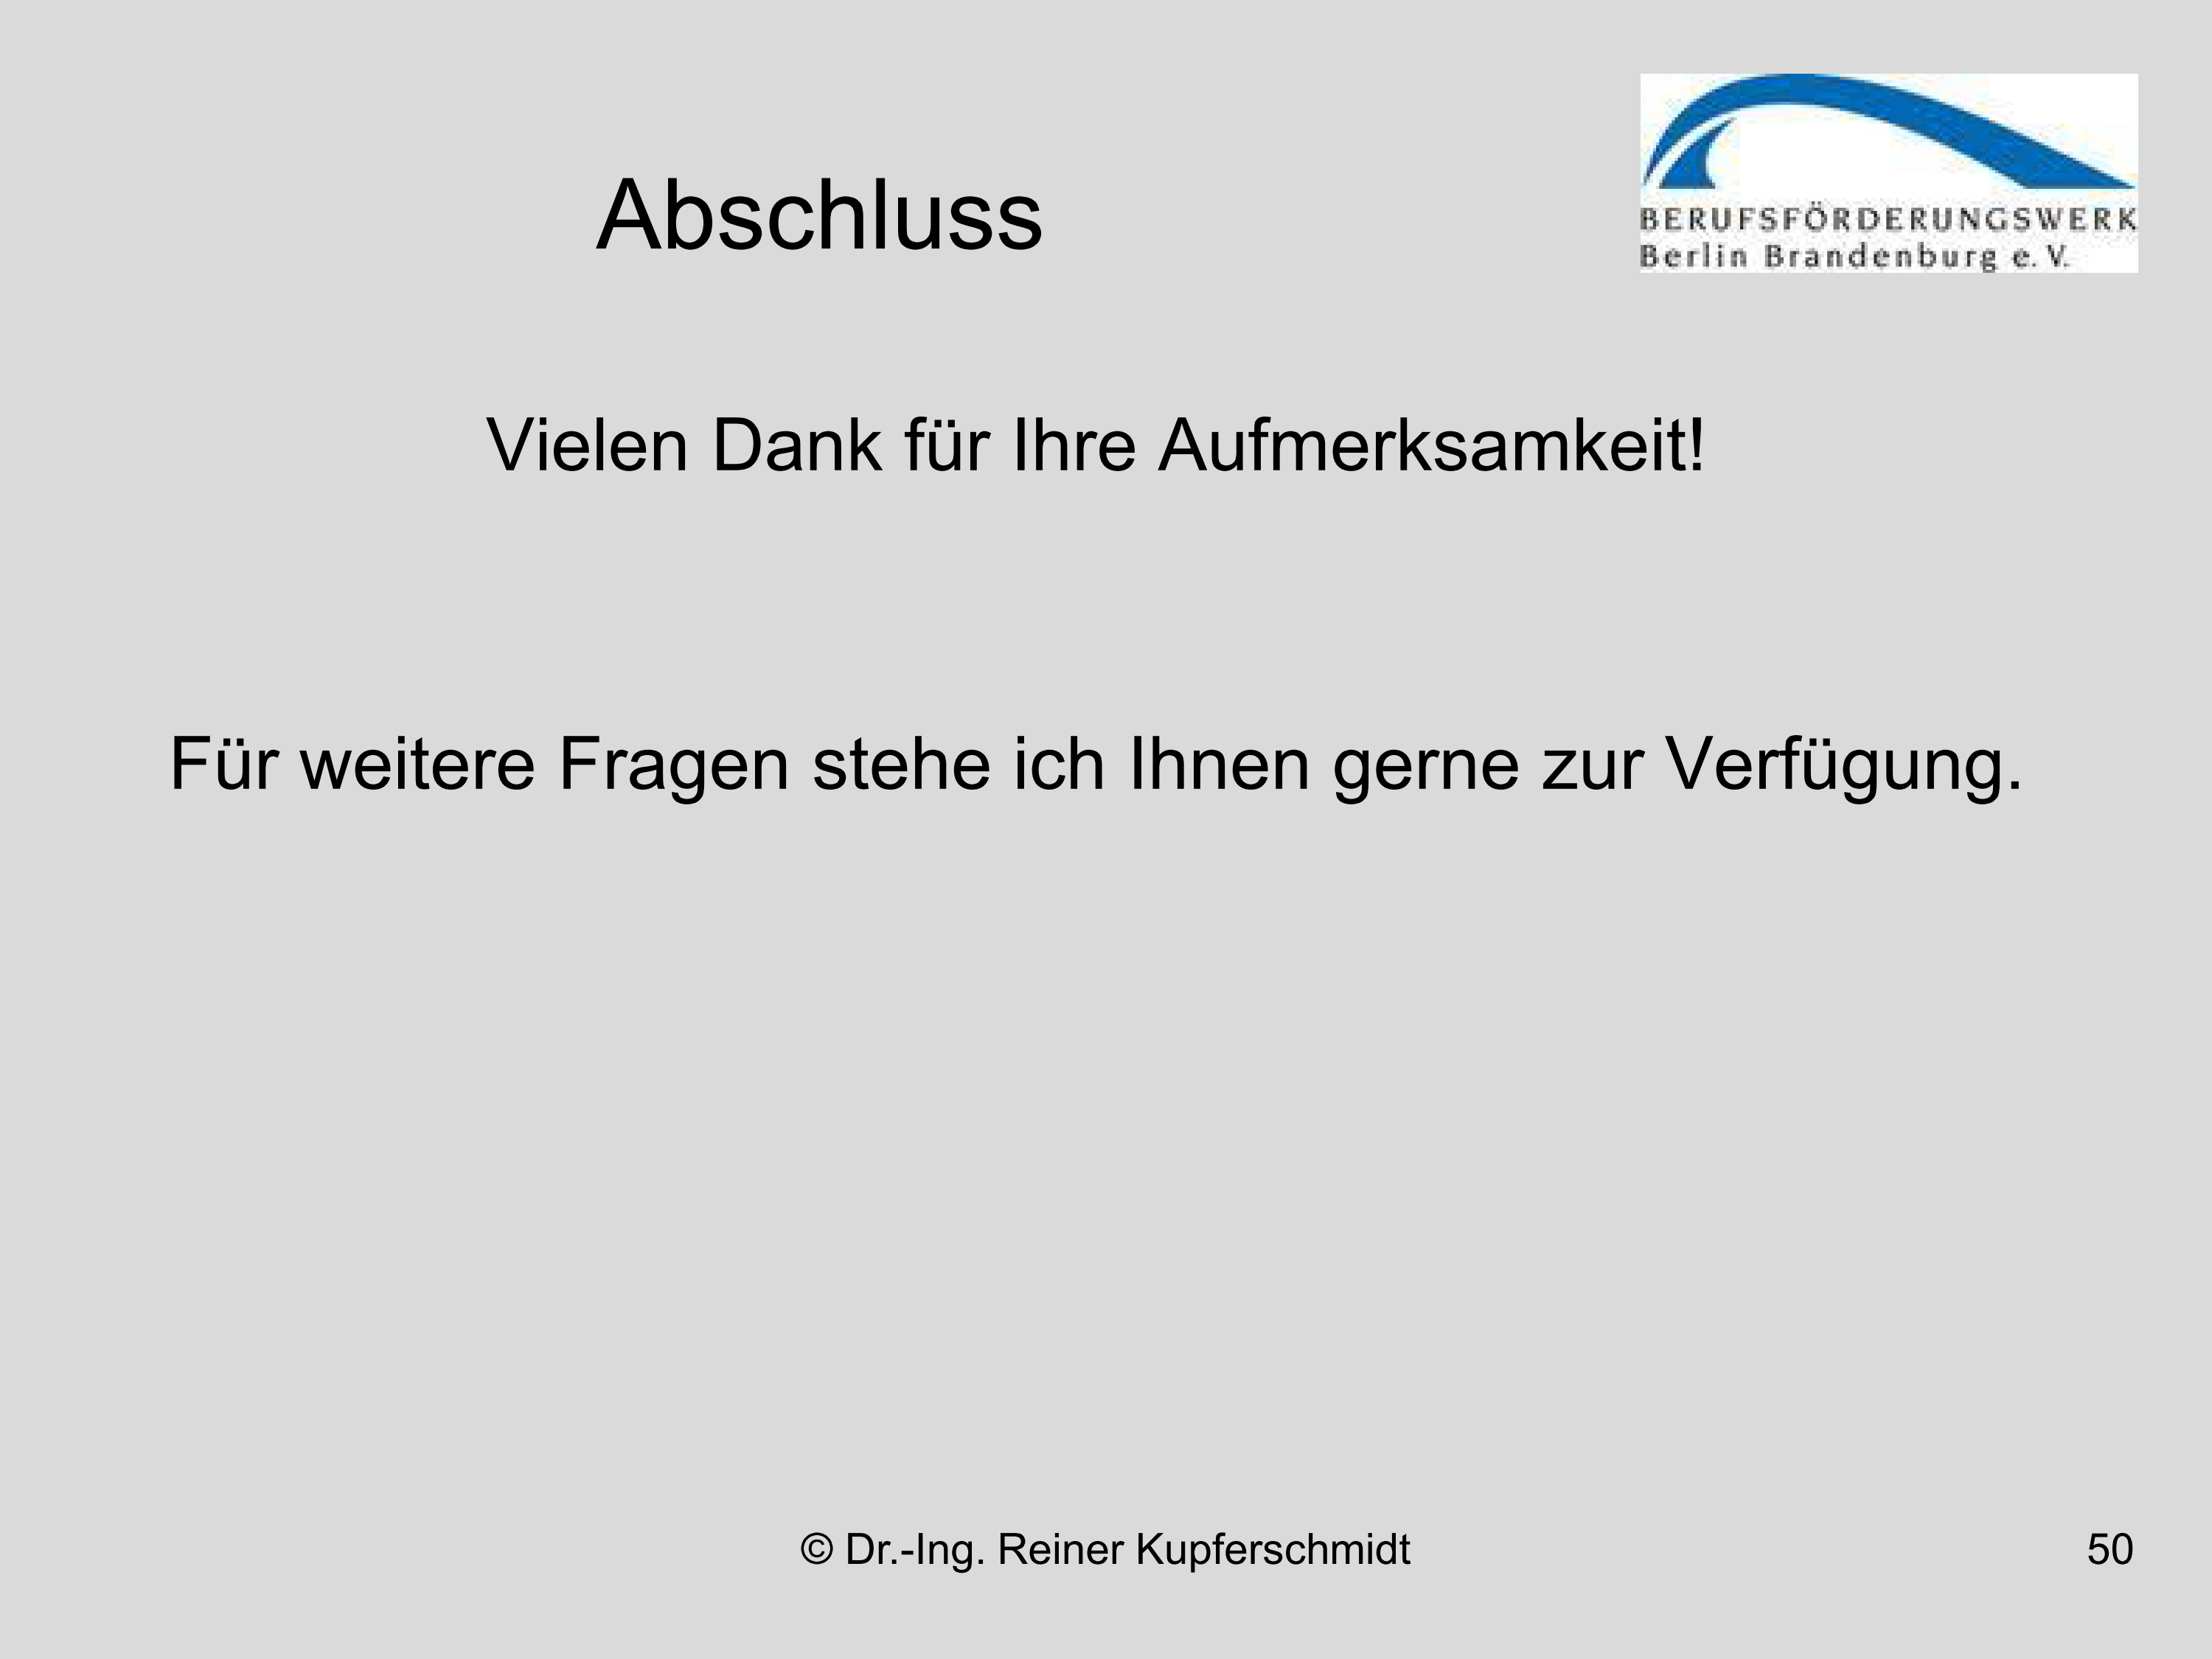 Abschluss
BERUFSFÖRDERUNGSWERK
Berlin Brandenburg e. V.
Vielen Dank für Ihre Aufmerksamkeit!
Für weitere Fragen stehe ich Ihnen gerne zur Verfügung.
© Dr.-Ing. Reiner Kupferschmidt
50